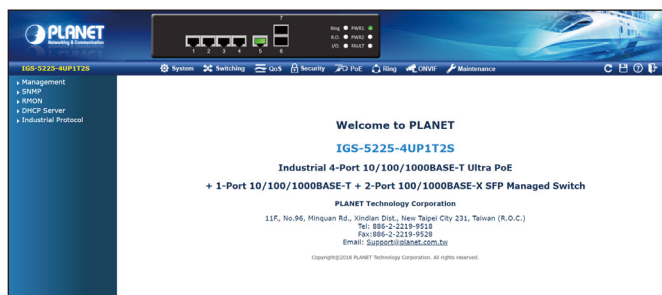 PLANET
Networking & Communication
7
1 2 3 4 5 6
Ring PWR1
R.O. PWR2
I/O. FAULT
IGS-5225-4UP1T2S
System Switching QoS Security PoE Ring ONVIF Maintenance
Management
SNMP
RMON
DHCP Server
Industrial Protocol
Welcome to PLANET
IGS-5225-4UP1T2S
Industrial 4-Port 10/100/1000BASE-T Ultra PoE
+ 1-Port 10/100/1000BASE-T + 2-Port 100/1000BASE-X SFP Managed Switch
PLANET Technology Corporation
11F., No.96, Minquan Rd., Xindian Dist., New Taipei City 231, Taiwan (R.O.C.)
Tel: 886-2-2219-9518
Fax:886-2-2219-9528
Email: Support@planet.com.tw
Copyright©2018 PLANET Technology Corporation. All rights reserved.